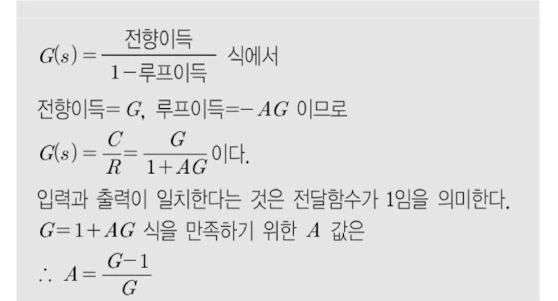 G(s) = 전향이득 / 1-루프이득 식에서
전향이득= G, 루프이득=-AG 이므로
G(s) = C/R = G/1+AG 이다.
입력과 출력이 일치한다는 것은 전달함수가 1임을 의미한다.
G=1+AG 식을 만족하기 위한 A 값은
∴ A = G-1/G